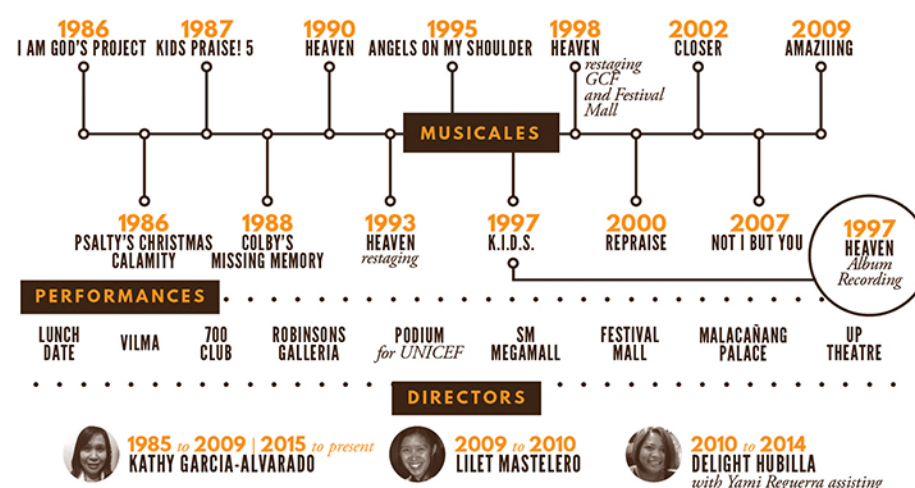 1986
I AM GOD'S PROJECT
1987
KIDS PRAISE! 5
1990
HEAVEN
1995
ANGELS ON MY SHOULDER
1998
HEAVEN
restaging
GCF
and Festival
Mall
2002
CLOSER
2009
AMAZIIING
MUSICALES
1986
PSALTY'S CHRISTMAS
CALAMITY
1988
COLBY'S
MISSING MEMORY
1993
HEAVEN
restaging
1997
K.I.D.S.
2000
REPRAISE
2007
NOT I BUT YOU
1997
HEAVEN
Album
Recording
PERFORMANCES
LUNCH
DATE
VILMA
700
CLUB
ROBINSONS
GALLERIA
PODIUM
for UNICEF
SM
MEGAMALL
FESTIVAL
MALL
MALACAÑANG
PALACE
UP
THEATRE
DIRECTORS
1985 to 2009 | 2015 to present
KATHY GARCIA-ALVARADO
2009 to 2010
LILET MASTELERO
2010 to 2014
DELIGHT HUBILLA
with Yami Reguerra assisting